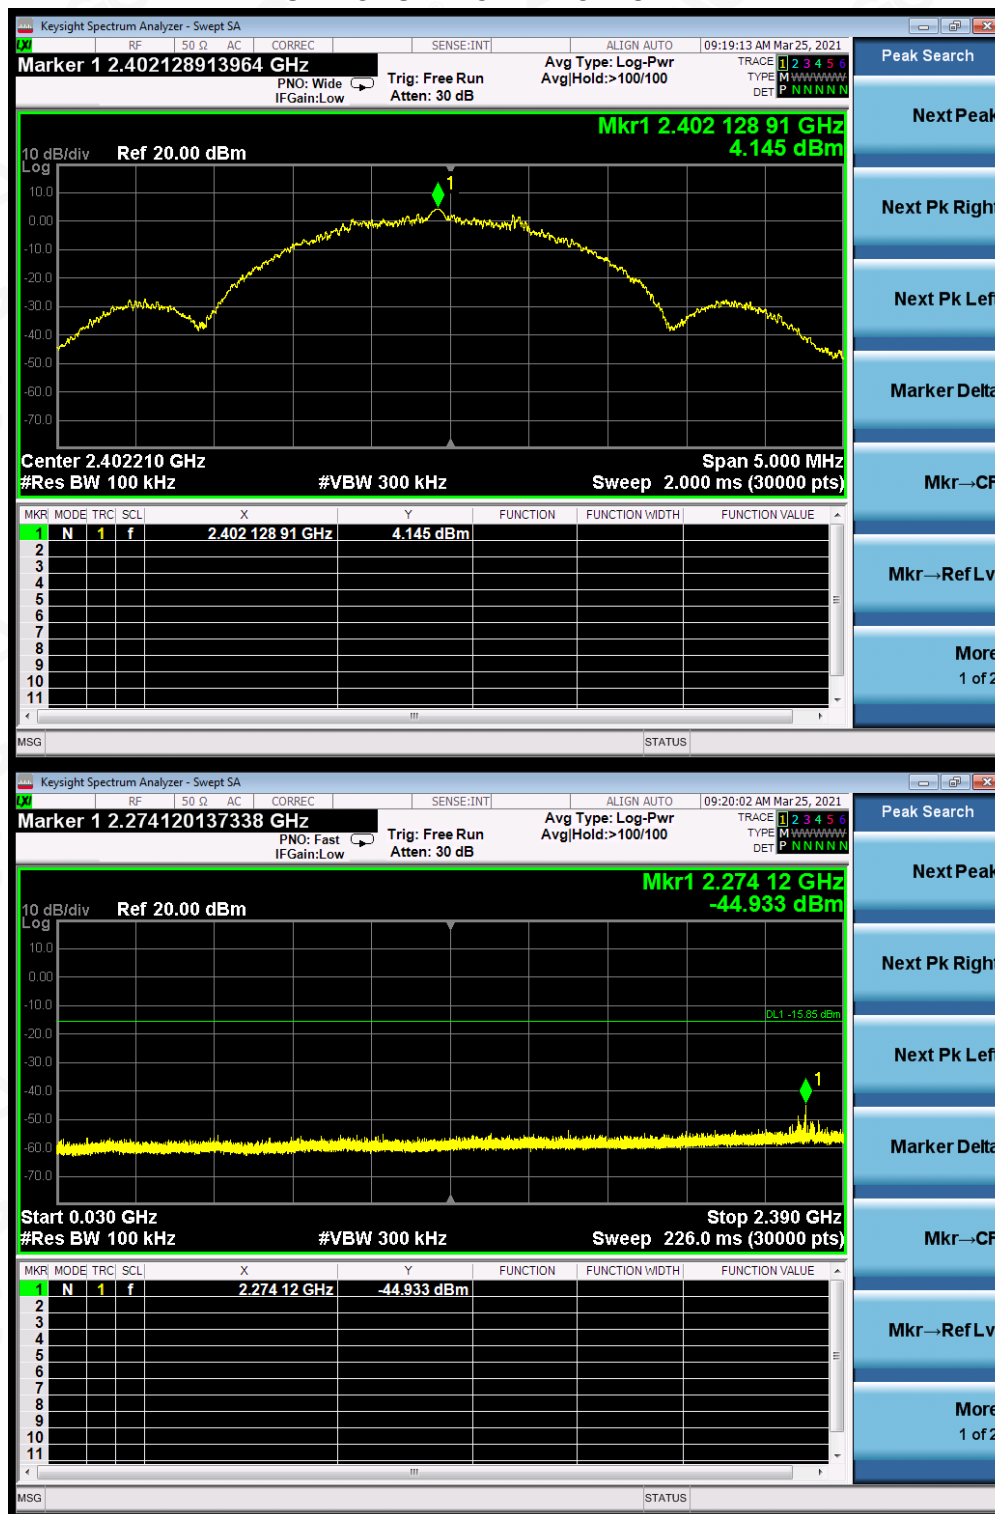 Keysight Spectrum Analyzer - Swept SA
LXI RF 50 Ω AC CORREC SENSE:INT ALIGN AUTO 09:19:13 AM Mar 25, 2021
Marker 1 2.402128913964 GHz
PNO: Wide
IFGain:Low
Trig: Free Run
Atten: 30 dB
Avg Type: Log-Pwr
Avg|Hold:>100/100
TRACE 1 2 3 4 5 6
TYPE M WWWWW
DET P N N N N N
Peak Search
Mkr1 2.402 128 91 GHz
4.145 dBm
10 dB/div Ref 20.00 dBm
Log
1
10.0
0.00
-10.0
-20.0
-30.0
-40.0
-50.0
-60.0
-70.0
Center 2.402210 GHz Span 5.000 MHz
#Res BW 100 kHz #VBW 300 kHz Sweep 2.000 ms (30000 pts)
MKR MODE TRC SCL X Y FUNCTION FUNCTION WIDTH FUNCTION VALUE
1 N 1 f 2.402 128 91 GHz 4.145 dBm
2
3
4
5
6
7
8
9
10
11
MSG STATUS
Next Peak
Next Pk Right
Next Pk Left
Marker Delta
Mkr→CF
Mkr→Ref Lv
More
1 of 2
Keysight Spectrum Analyzer - Swept SA
LXI RF 50 Ω AC CORREC SENSE:INT ALIGN AUTO 09:20:02 AM Mar 25, 2021
Marker 1 2.274120137338 GHz
PNO: Fast
IFGain:Low
Trig: Free Run
Atten: 30 dB
Avg Type: Log-Pwr
Avg|Hold:>100/100
TRACE 1 2 3 4 5 6
TYPE M WWWWW
DET P N N N N N
Peak Search
Mkr1 2.274 12 GHz
-44.933 dBm
10 dB/div Ref 20.00 dBm
Log
10.0
0.00
-10.0
DL1 -15.85 dBm
-20.0
-30.0
1
-40.0
-50.0
-60.0
-70.0
Start 0.030 GHz Stop 2.390 GHz
#Res BW 100 kHz #VBW 300 kHz Sweep 226.0 ms (30000 pts)
MKR MODE TRC SCL X Y FUNCTION FUNCTION WIDTH FUNCTION VALUE
1 N 1 f 2.274 12 GHz -44.933 dBm
2
3
4
5
6
7
8
9
10
11
MSG STATUS
Next Peak
Next Pk Right
Next Pk Left
Marker Delta
Mkr→CF
Mkr→Ref Lv
More
1 of 2